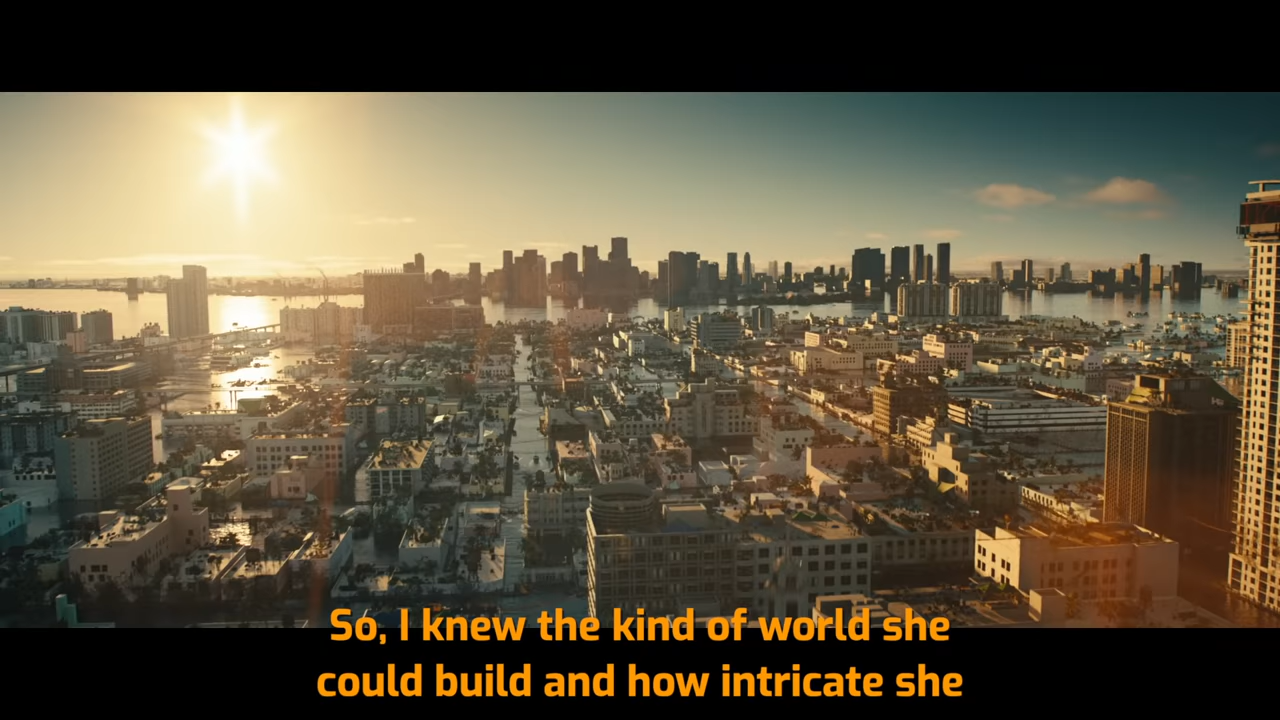 So, I knew the kind of world she
could build and how intricate she